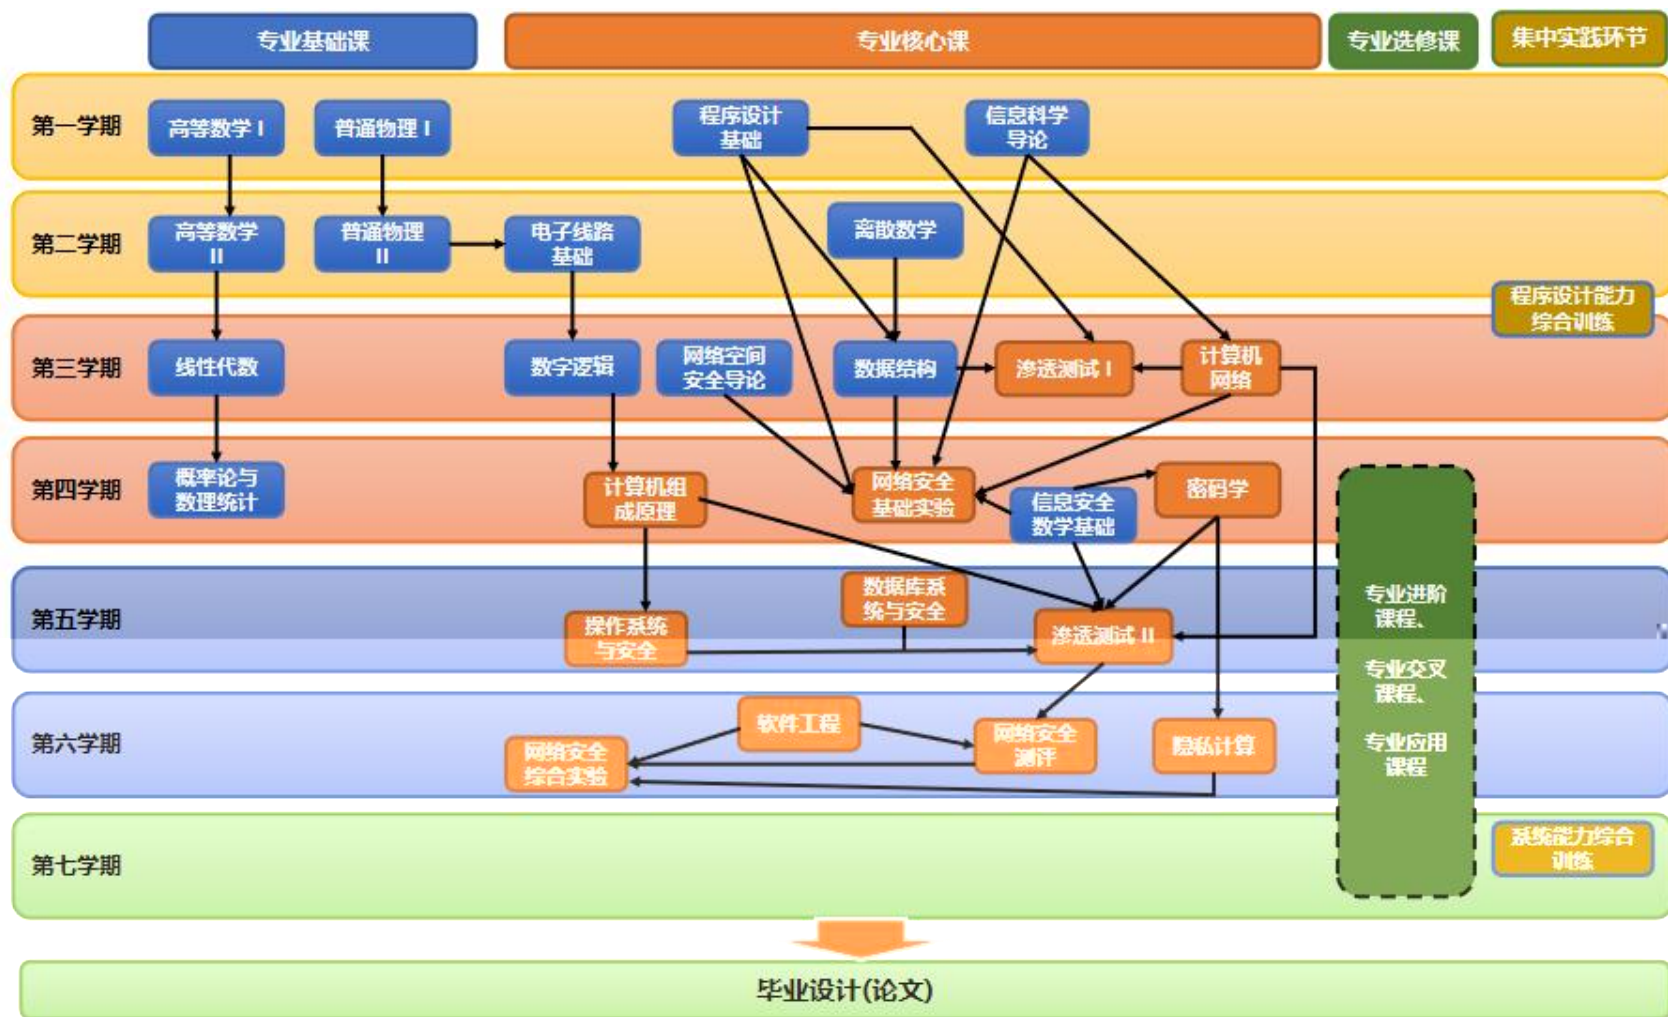 专业基础课
专业核心课
专业选修课
集中实践环节
第一学期
高等数学 I
普通物理 I
程序设计
基础
信息科学
导论
第二学期
高等数学
II
普通物理
II
电子线路
基础
离散数学
程序设计能力
综合训练
第三学期
线性代数
数字逻辑
网络空间
安全导论
数据结构
渗透测试 I
计算机
网络
第四学期
概率论与
数理统计
计算机组
成原理
网络安全
基础实验
信息安全
数学基础
密码学
第五学期
操作系统
与安全
数据库系
统与安全
渗透测试 II
专业进阶
课程、
专业交叉
课程、
专业应用
课程
第六学期
网络安全
综合实验
软件工程
网络安全
测评
隐私计算
第七学期
系统能力综合
训练
毕业设计(论文)